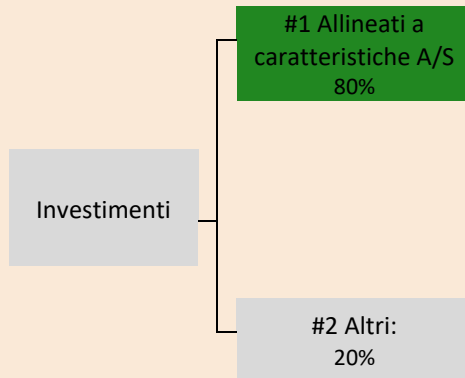 #1 Allineati a
caratteristiche A/S
80%
Investimenti
#2 Altri:
20%